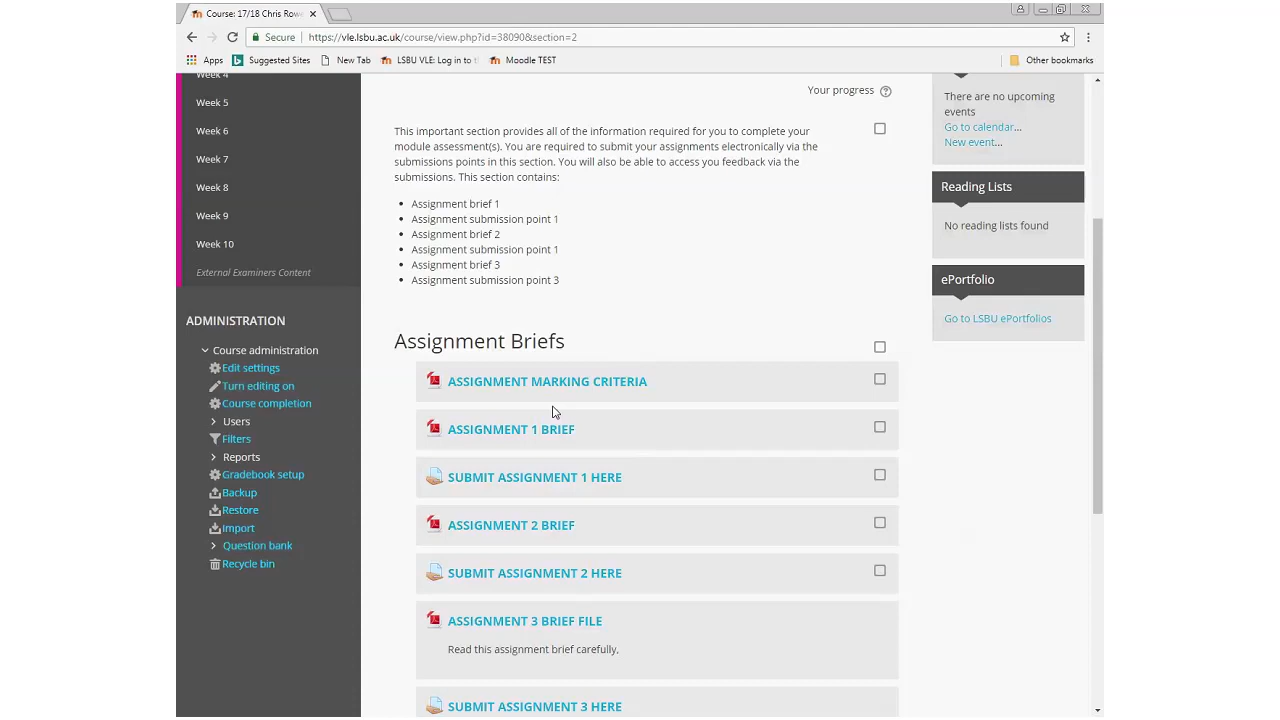 Course: 17/18 Chris Rowe
Secure
https://vle.lsbu.ac.uk/course/view.php?id=38090&section=2
Apps
Suggested Sites
New Tab
LSBU VLE: Log in to t
Moodle TEST
Other bookmarks
Week 4
Week 5
Week 6
Week 7
Week 8
Week 9
Week 10
External Examiners Content
ADMINISTRATION
Course administration
Edit settings
Turn editing on
Course completion
Users
Filters
Reports
Gradebook setup
Backup
Restore
Import
Question bank
Recycle bin
Your progress
This important section provides all of the information required for you to complete your
module assessment(s). You are required to submit your assignments electronically via the
submissions points in this section. You will also be able to access you feedback via the
submissions. This section contains:
Assignment brief 1
Assignment submission point 1
Assignment brief 2
Assignment submission point 1
Assignment brief 3
Assignment submission point 3
Assignment Briefs
ASSIGNMENT MARKING CRITERIA
ASSIGNMENT 1 BRIEF
SUBMIT ASSIGNMENT 1 HERE
ASSIGNMENT 2 BRIEF
SUBMIT ASSIGNMENT 2 HERE
ASSIGNMENT 3 BRIEF FILE
Read this assignment brief carefully,
SUBMIT ASSIGNMENT 3 HERE
There are no upcoming
events
Go to calendar...
New event...
Reading Lists
No reading lists found
ePortfolio
Go to LSBU ePortfolios